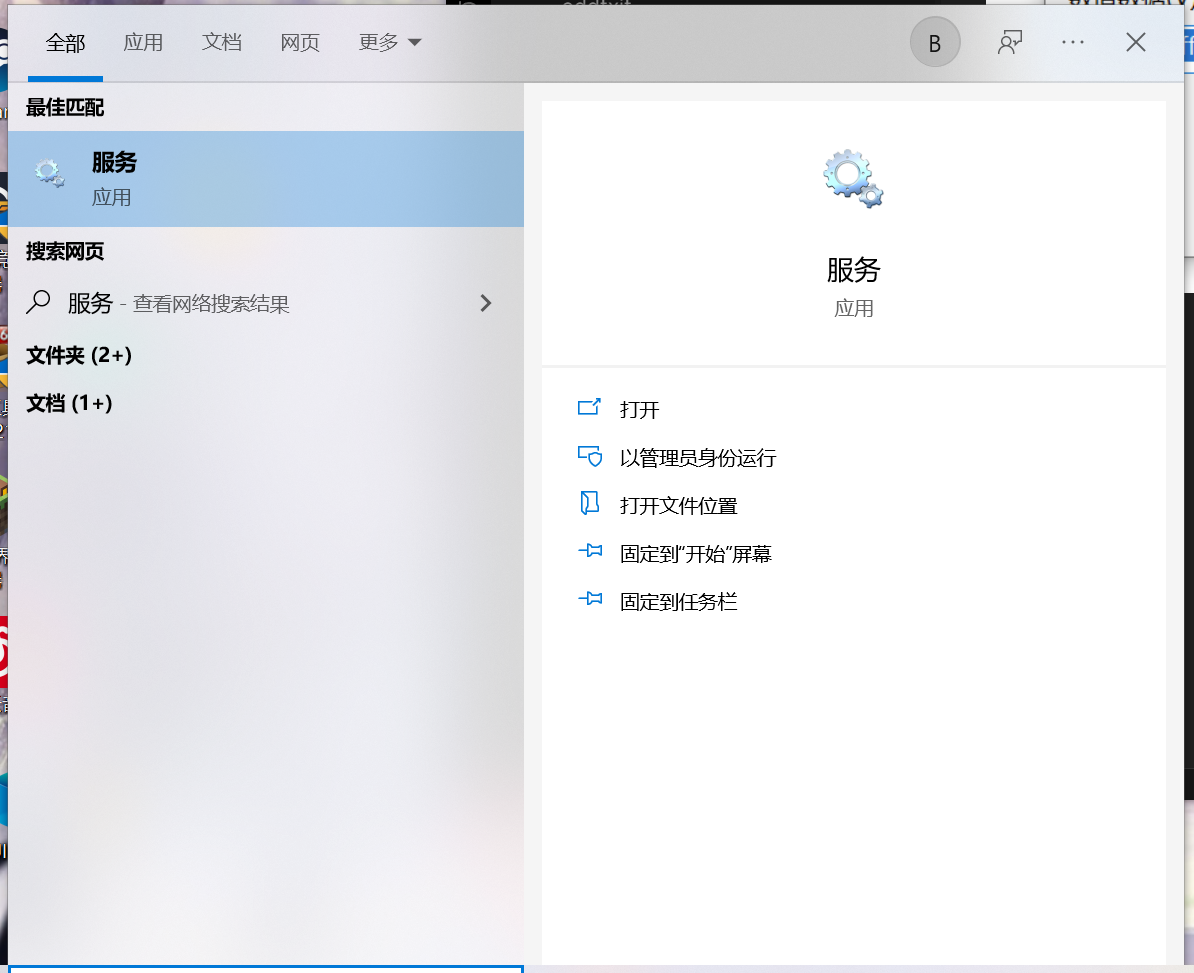 全部 应用 文档 网页 更多 B
最佳匹配
服务
应用
搜索网页
服务 - 查看网络搜索结果
文件夹 (2+)
文档 (1+)
服务
应用
打开
以管理员身份运行
打开文件位置
固定到“开始”屏幕
固定到任务栏